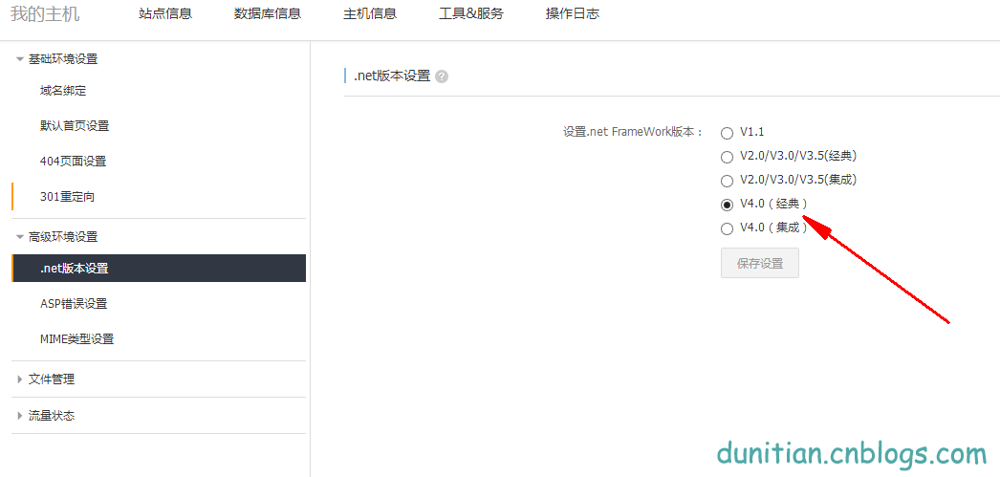 我的主机 站点信息 数据库信息 主机信息 工具&服务 操作日志
基础环境设置
域名绑定
默认首页设置
404页面设置
301重定向
高级环境设置
.net版本设置
ASP错误设置
MIME类型设置
文件管理
流量状态
.net版本设置 ?
设置.net FrameWork版本：
V1.1
V2.0/V3.0/V3.5(经典)
V2.0/V3.0/V3.5(集成)
V4.0（经典）
V4.0（集成）
保存设置
dunitian.cnblogs.com